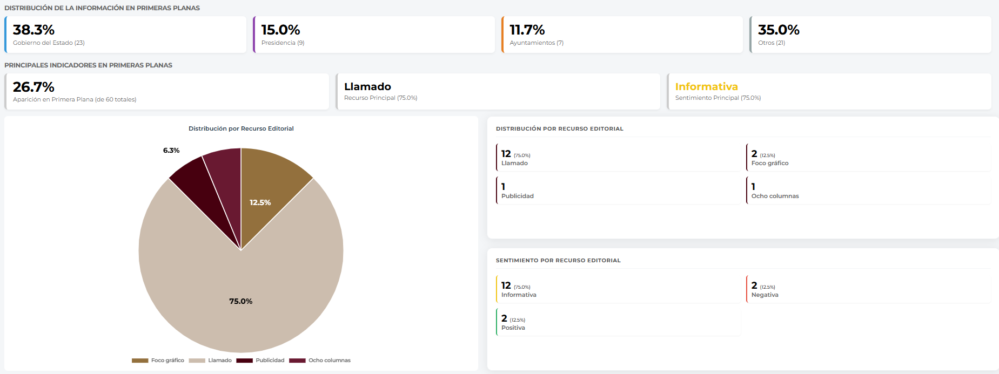 DISTRIBUCIÓN DE LA INFORMACIÓN EN PRIMERAS PLANAS
38.3%
Gobierno del Estado (23)
15.0%
Presidencia (9)
11.7%
Ayuntamientos (7)
35.0%
Otros (21)
PRINCIPALES INDICADORES EN PRIMERAS PLANAS
26.7%
Aparición en Primera Plana (de 60 totales)
Llamado
Recurso Principal (75.0%)
Informativa
Sentimiento Principal (75.0%)
Distribución por Recurso Editorial
6.3%
12.5%
75.0%
Foco gráfico Llamado Publicidad Ocho columnas
DISTRIBUCIÓN POR RECURSO EDITORIAL
12 (75.0%)
Llamado
2 (12.5%)
Foco gráfico
1
Publicidad
1
Ocho columnas
SENTIMIENTO POR RECURSO EDITORIAL
12 (75.0%)
Informativa
2 (12.5%)
Negativa
2 (12.5%)
Positiva